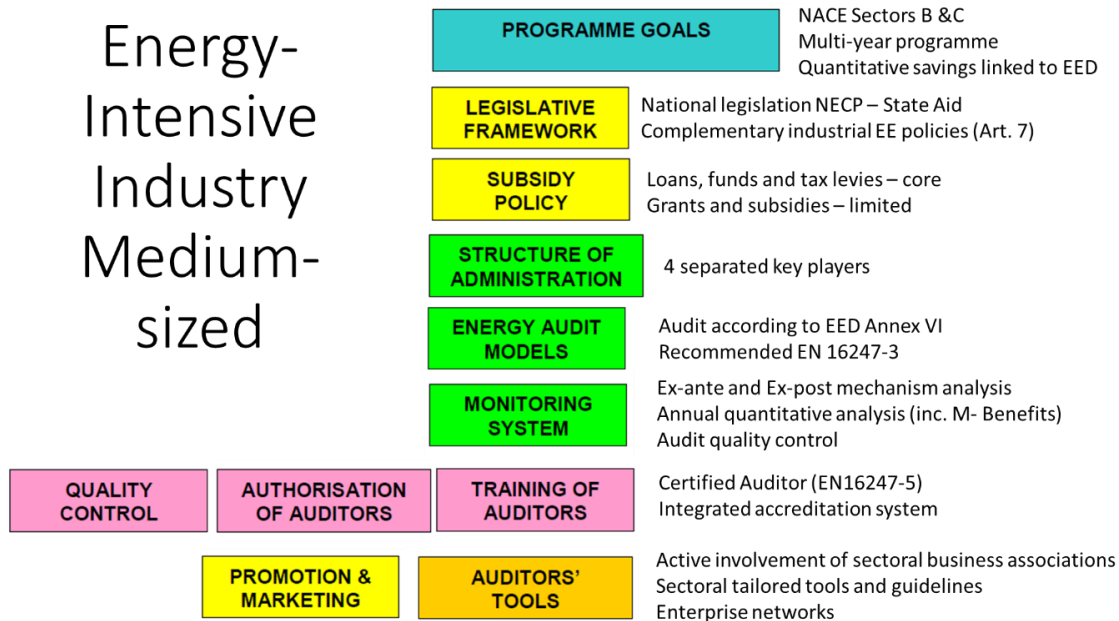 Energy-
Intensive
Industry
Medium-
sized
PROGRAMME GOALS
NACE Sectors B &C
Multi-year programme
Quantitative savings linked to EED
LEGISLATIVE
FRAMEWORK
National legislation NECP – State Aid
Complementary industrial EE policies (Art. 7)
SUBSIDY
POLICY
Loans, funds and tax levies – core
Grants and subsidies – limited
STRUCTURE OF
ADMINISTRATION
4 separated key players
ENERGY AUDIT
MODELS
Audit according to EED Annex VI
Recommended EN 16247-3
MONITORING
SYSTEM
Ex-ante and Ex-post mechanism analysis
Annual quantitative analysis (inc. M- Benefits)
Audit quality control
QUALITY
CONTROL
AUTHORISATION
OF AUDITORS
TRAINING OF
AUDITORS
Certified Auditor (EN16247-5)
Integrated accreditation system
PROMOTION &
MARKETING
AUDITORS'
TOOLS
Active involvement of sectoral business associations
Sectoral tailored tools and guidelines
Enterprise networks